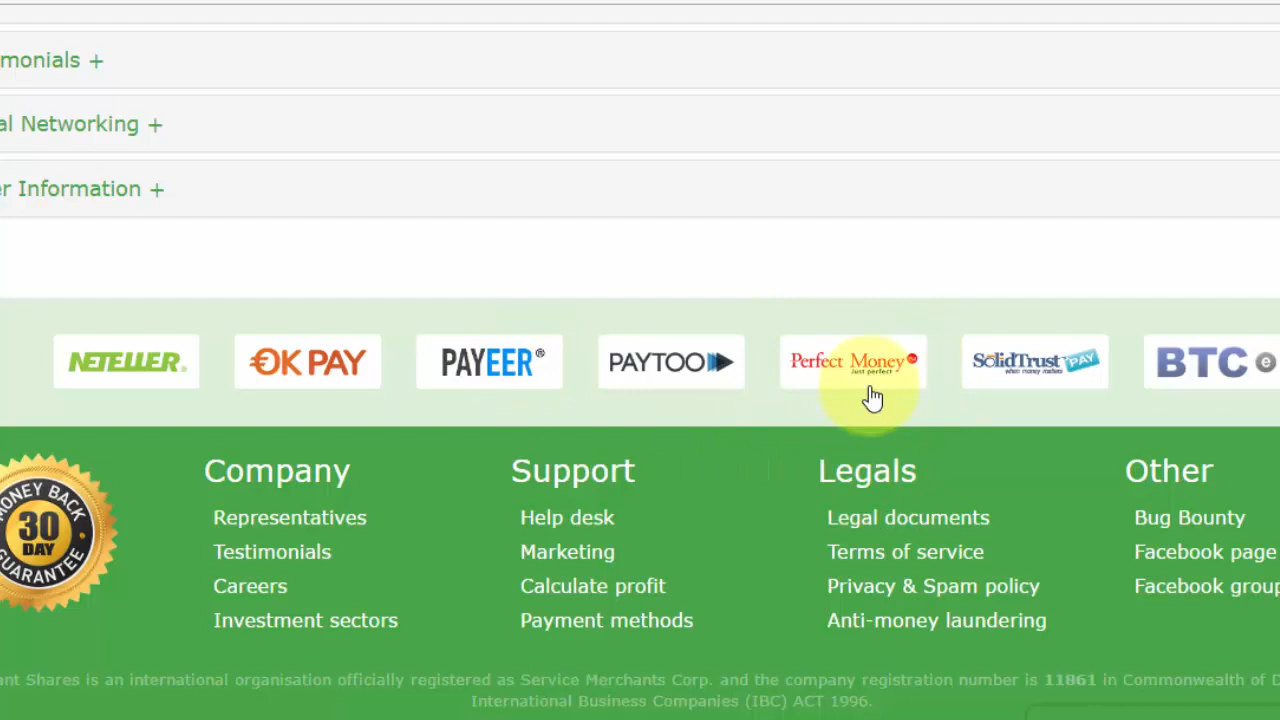 monials +
al Networking +
er Information +
NETELLER®
OKPAY
PAYEER®
PAYTOO
Perfect Money TM
Just perfect
SolidTrust PAY
when money matters
BTC e
MONEY BACK
30
DAY
GUARANTEE
Company
Representatives
Testimonials
Careers
Investment sectors
Support
Help desk
Marketing
Calculate profit
Payment methods
Legals
Legal documents
Terms of service
Privacy & Spam policy
Anti-money laundering
Other
Bug Bounty
Facebook page
Facebook group
ant Shares is an international organisation officially registered as Service Merchants Corp. and the company registration number is 11861 in Commonwealth of D
International Business Companies (IBC) ACT 1996.